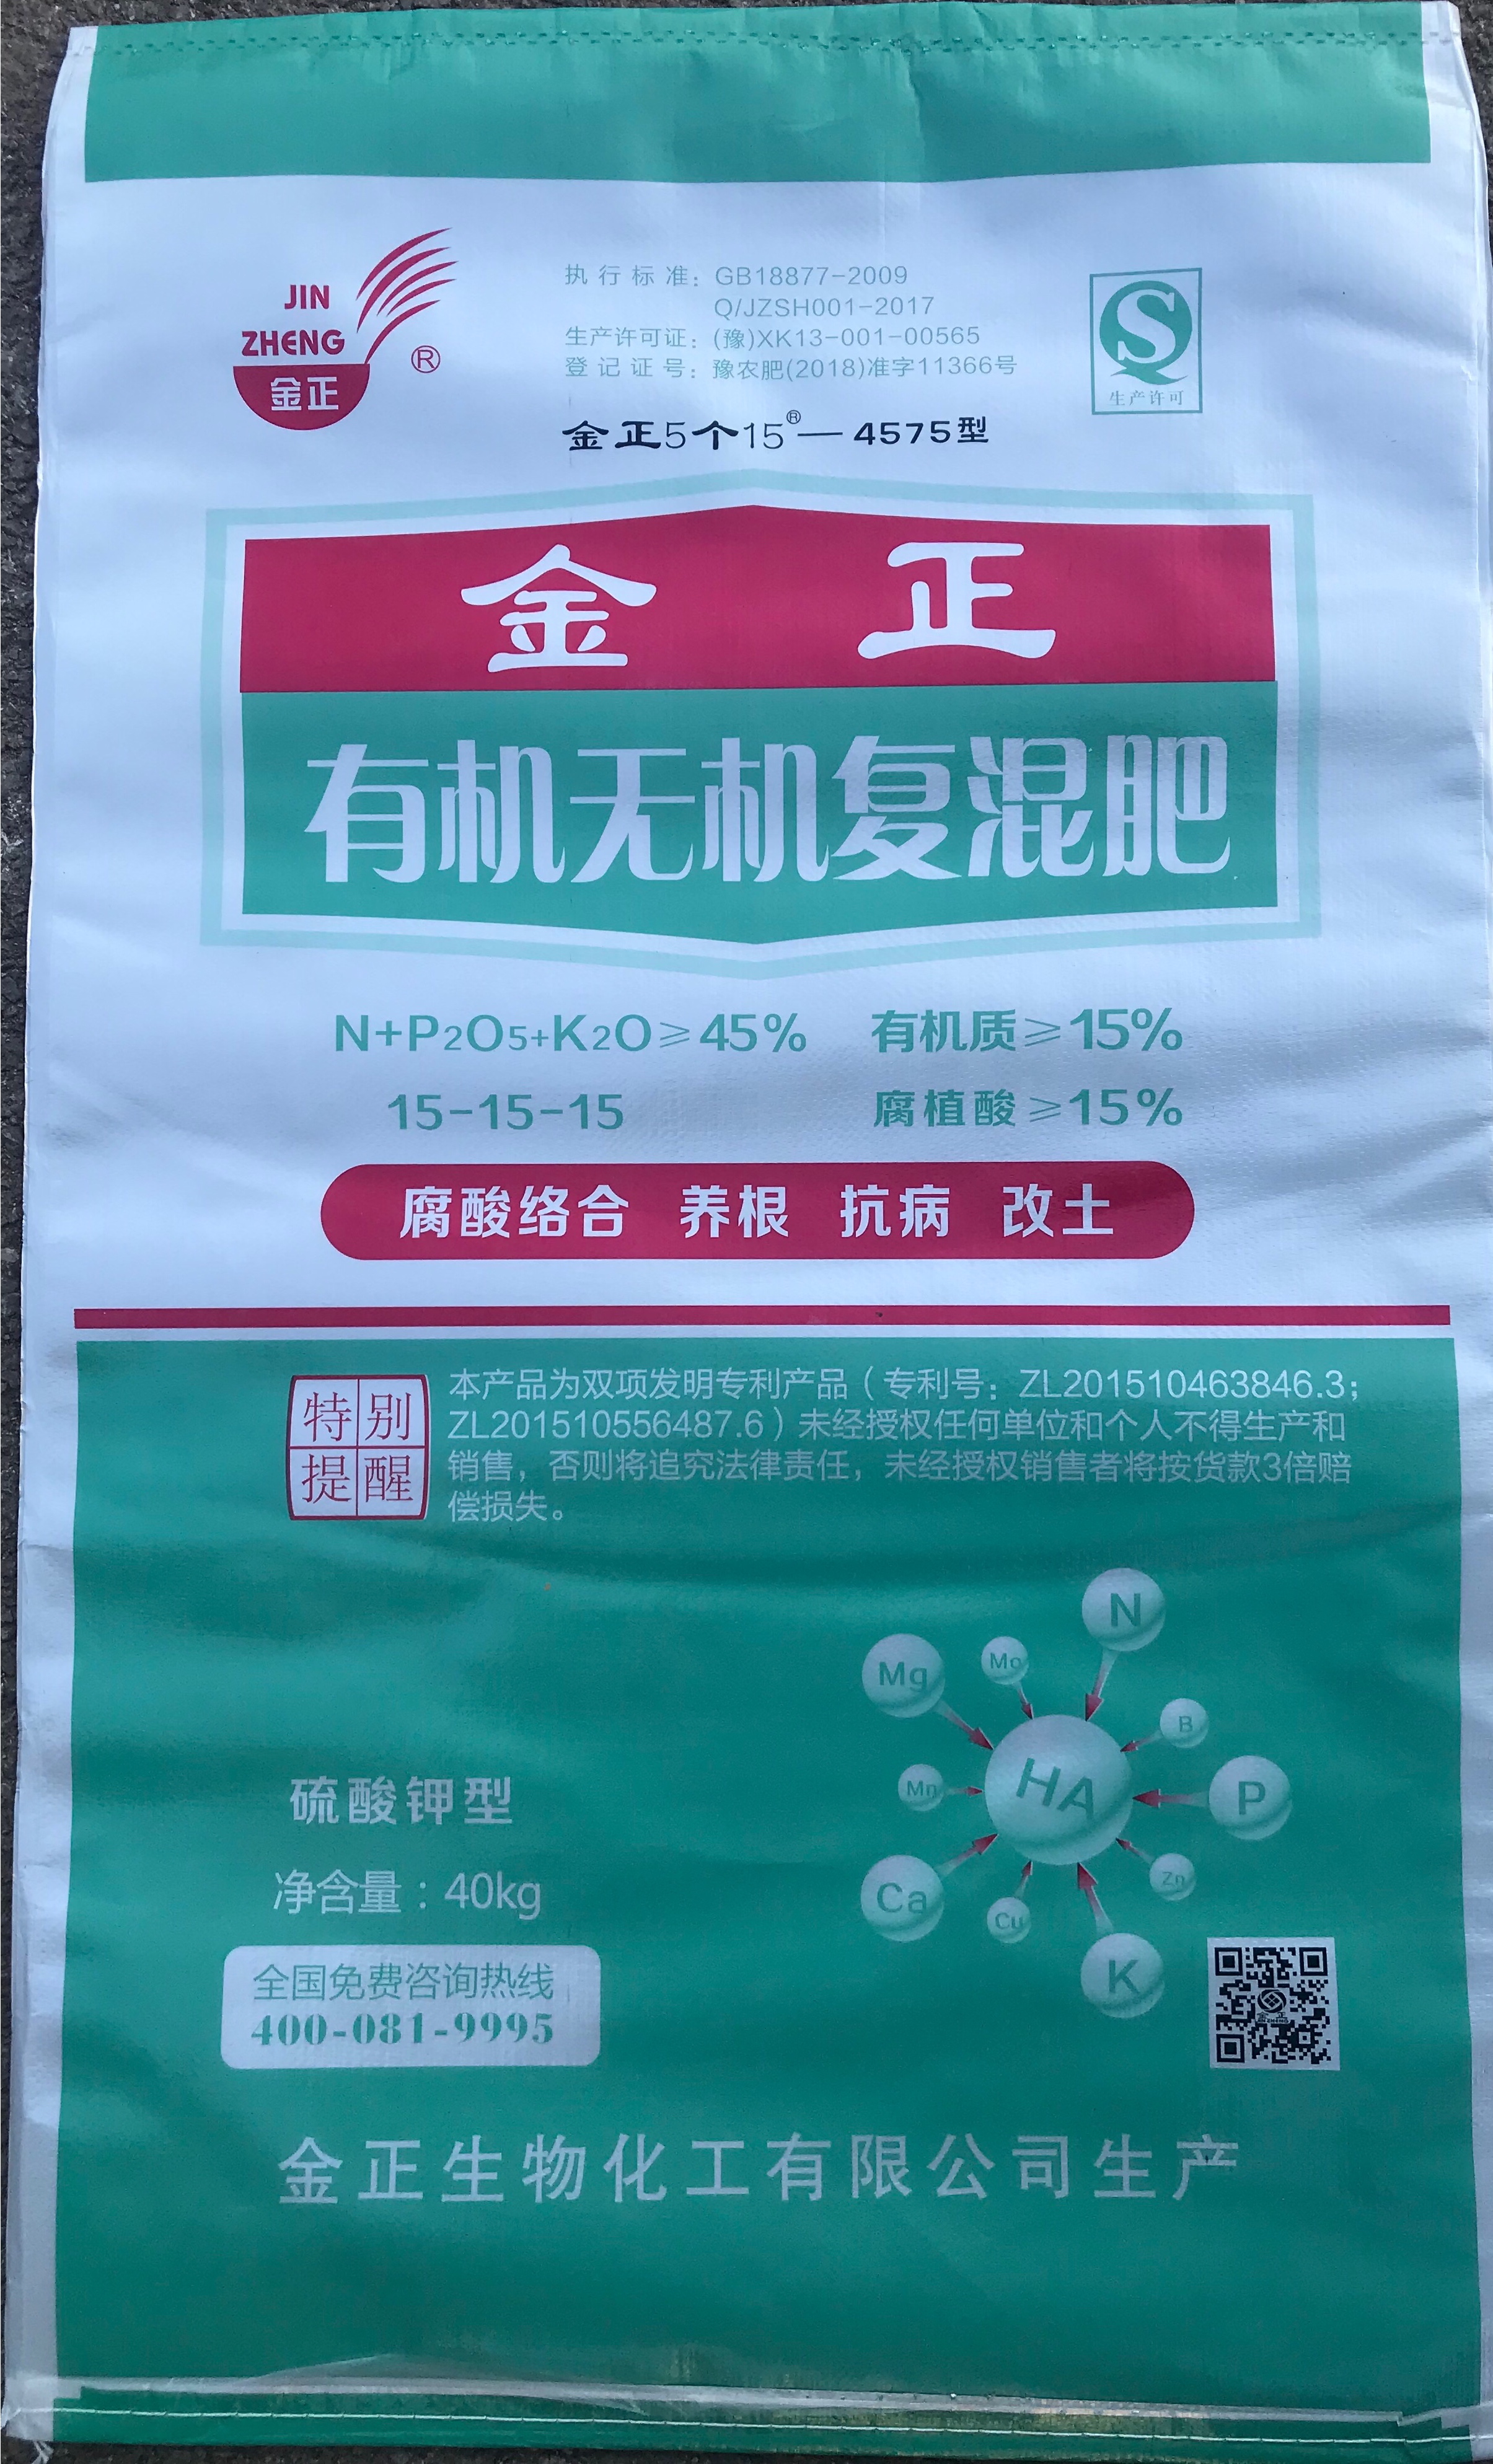 JIN
ZHENG
金正
®
执行标准：GB18877-2009
Q/JZSH001-2017
生产许可证：(豫)XK13-001-00565
登记证号：豫农肥(2018)准字11366号
S
生产许可
金正5个15®—4575型
金正
有机无机复混肥
N+P2O5+K2O≥45% 有机质≥15%
15-15-15 腐植酸≥15%
腐酸络合 养根 抗病 改土
特别
提醒
本产品为双项发明专利产品（专利号：ZL201510463846.3；
ZL201510556487.6）未经授权任何单位和个人不得生产和
销售，否则将追究法律责任，未经授权销售者将按货款3倍赔
偿损失。
N
Mg
Mo
B
HA
Mn
P
Ca
Zn
Cu
K
硫酸钾型
净含量：40kg
全国免费咨询热线
400-081-9995
金正
金正生物化工有限公司生产